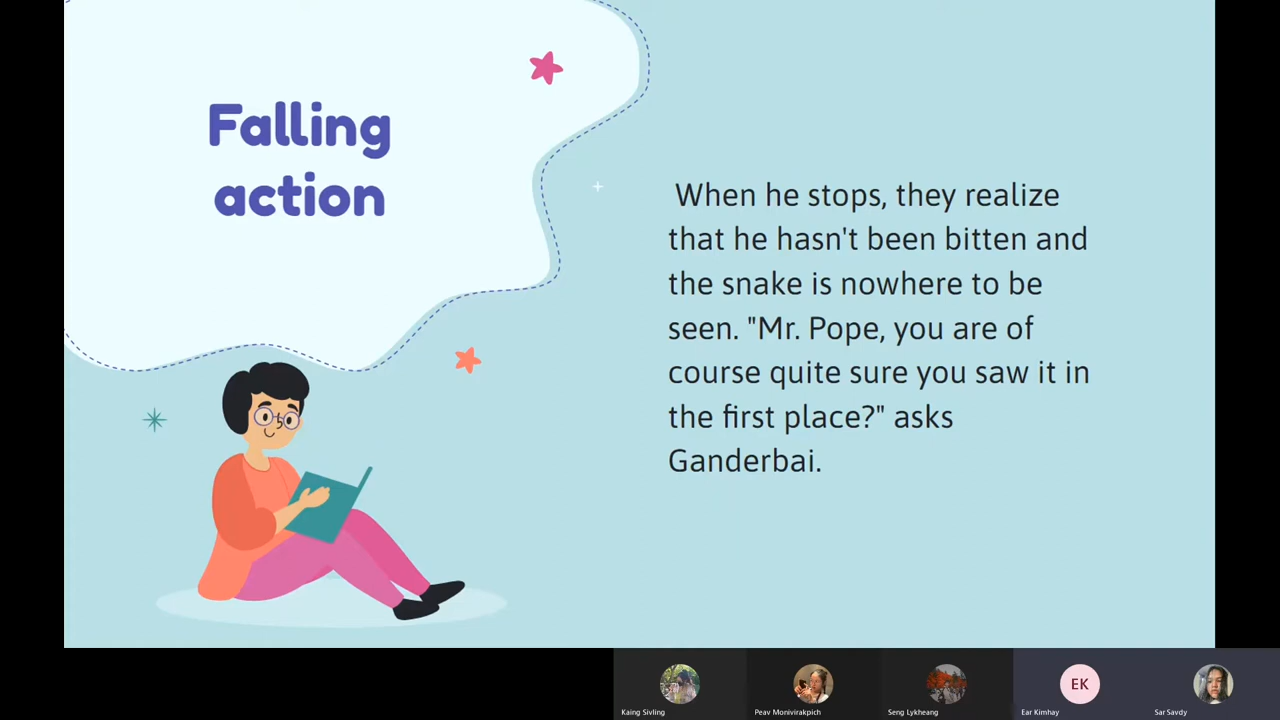 Falling
action
When he stops, they realize
that he hasn't been bitten and
the snake is nowhere to be
seen. "Mr. Pope, you are of
course quite sure you saw it in
the first place?" asks
Ganderbai.
EK
Kaing Sivling
Peav Monivirakpich
Seng Lykheang
Ear Kimhay
Sar Savdy